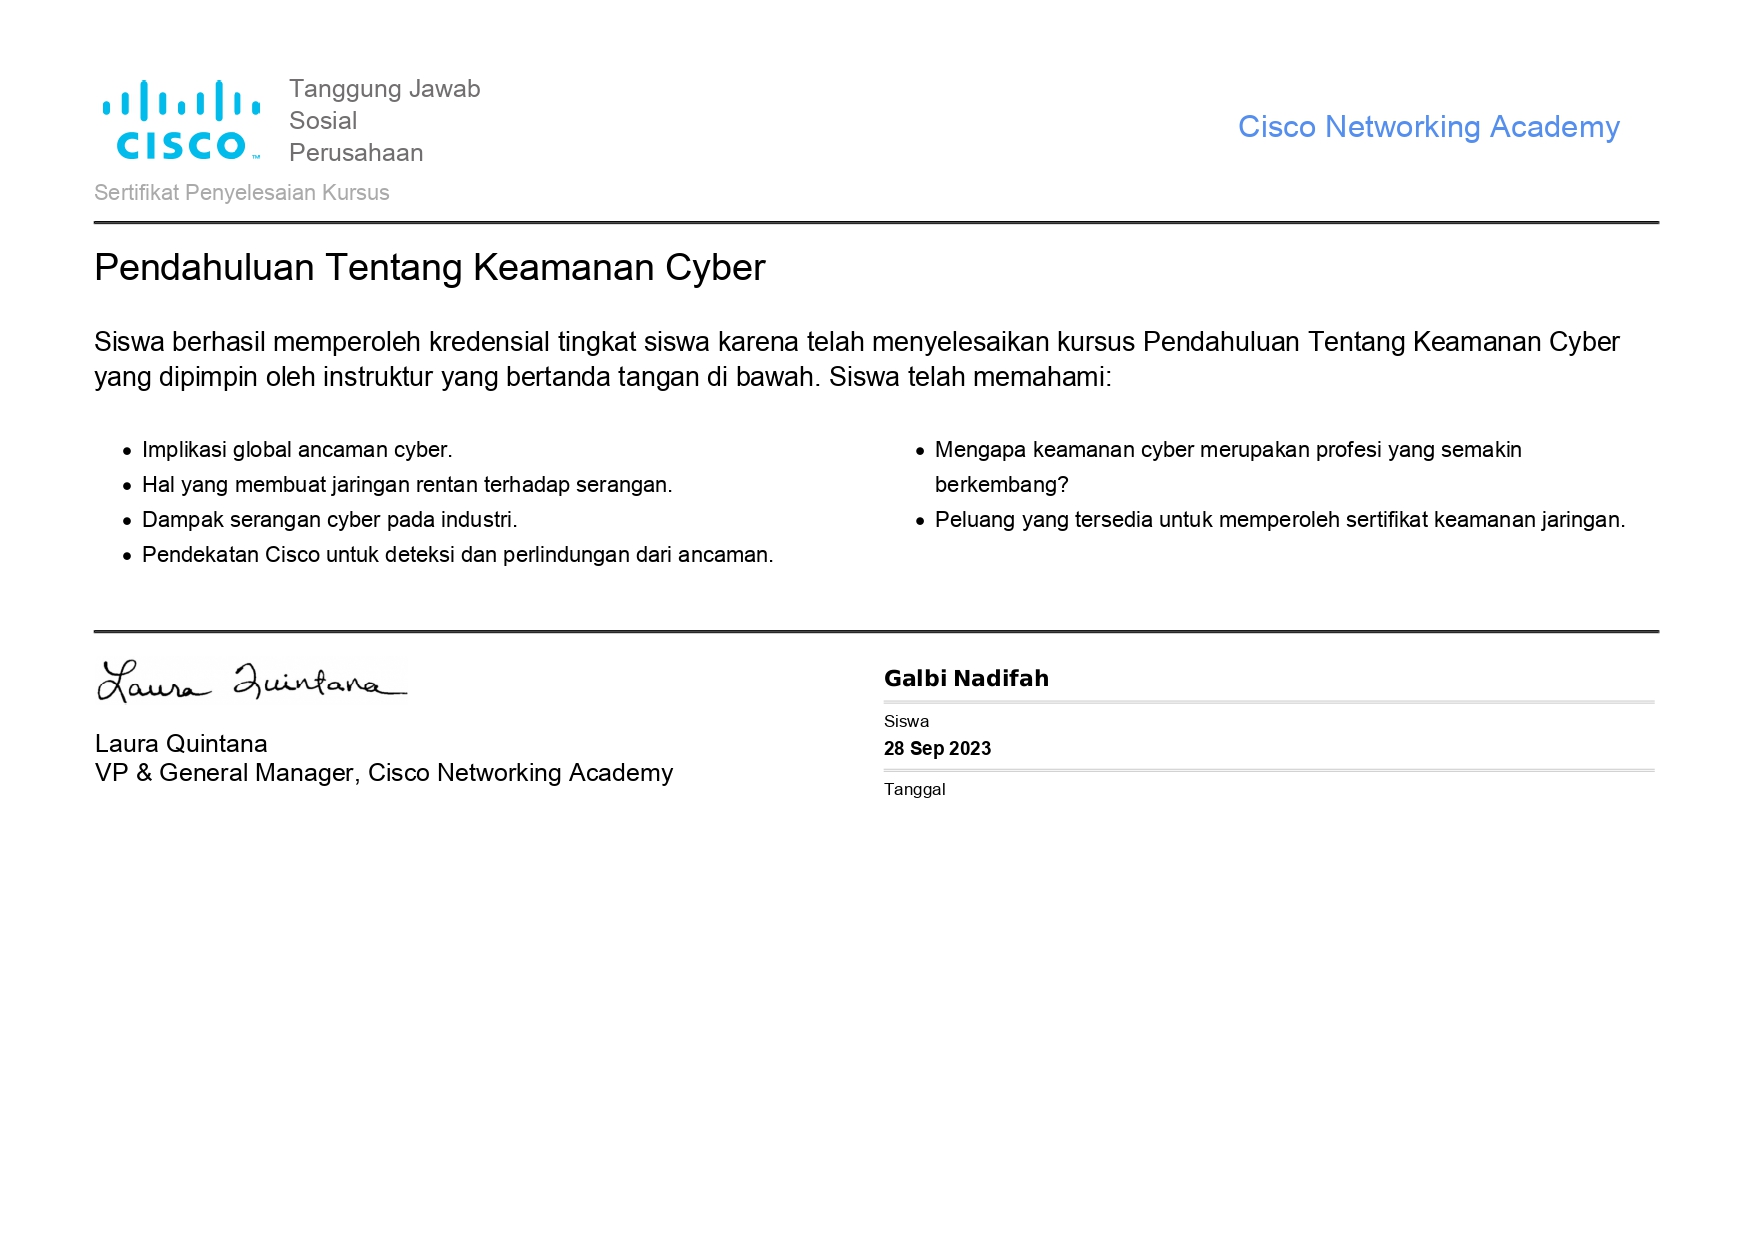 CISCO
™
Tanggung Jawab
Sosial
Perusahaan
Cisco Networking Academy
Sertifikat Penyelesaian Kursus
Pendahuluan Tentang Keamanan Cyber
Siswa berhasil memperoleh kredensial tingkat siswa karena telah menyelesaikan kursus Pendahuluan Tentang Keamanan Cyber
yang dipimpin oleh instruktur yang bertanda tangan di bawah. Siswa telah memahami:
• Implikasi global ancaman cyber.
• Hal yang membuat jaringan rentan terhadap serangan.
• Dampak serangan cyber pada industri.
• Pendekatan Cisco untuk deteksi dan perlindungan dari ancaman.
• Mengapa keamanan cyber merupakan profesi yang semakin
berkembang?
• Peluang yang tersedia untuk memperoleh sertifikat keamanan jaringan.
Laura Quintana
Laura Quintana
VP & General Manager, Cisco Networking Academy
Galbi Nadifah
Siswa
28 Sep 2023
Tanggal